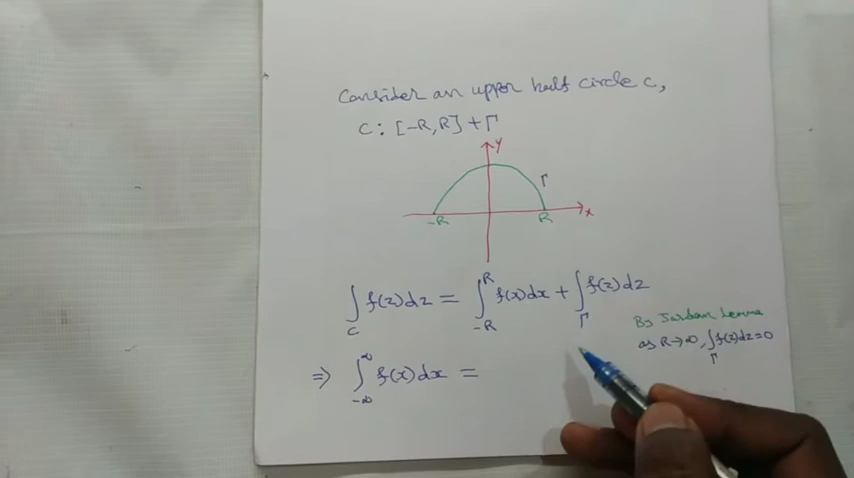 Consider an upper half circle C,
C: [-R, R] + Γ
y
Γ
-R R x
∫_C f(z)dz = ∫_{-R}^{R} f(x)dx + ∫_Γ f(z)dz
By Jordan Lemma
as R→∞, ∫_Γ f(z)dz=0
⇒ ∫_{-∞}^{∞} f(x)dx =